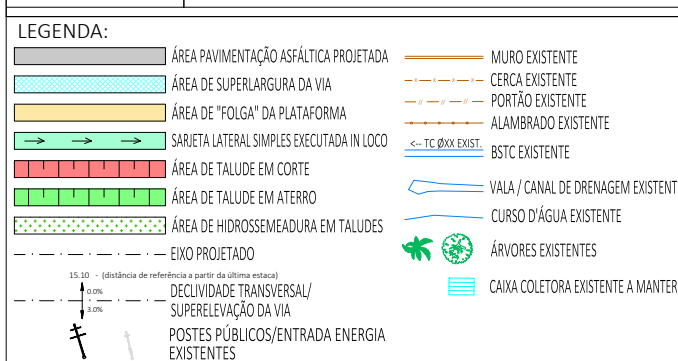 LEGENDA:
ÁREA PAVIMENTAÇÃO ASFÁLTICA PROJETADA
ÁREA DE SUPERLARGURA DA VIA
ÁREA DE "FOLGA" DA PLATAFORMA
SARJETA LATERAL SIMPLES EXECUTADA IN LOCO
ÁREA DE TALUDE EM CORTE
ÁREA DE TALUDE EM ATERRO
ÁREA DE HIDROSSEMEADURA EM TALUDES
EIXO PROJETADO
15.10 - (distância de referência a partir da última estaca)
0.0%
3.0%
DECLIVIDADE TRANSVERSAL/
SUPERELEVAÇÃO DA VIA
POSTES PÚBLICOS/ENTRADA ENERGIA
EXISTENTES
MURO EXISTENTE
CERCA EXISTENTE
PORTÃO EXISTENTE
ALAMBRADO EXISTENTE
<-- TC ØXX EXIST.
BSTC EXISTENTE
VALA / CANAL DE DRENAGEM EXISTENT
CURSO D'ÁGUA EXISTENTE
ÁRVORES EXISTENTES
CAIXA COLETORA EXISTENTE A MANTER